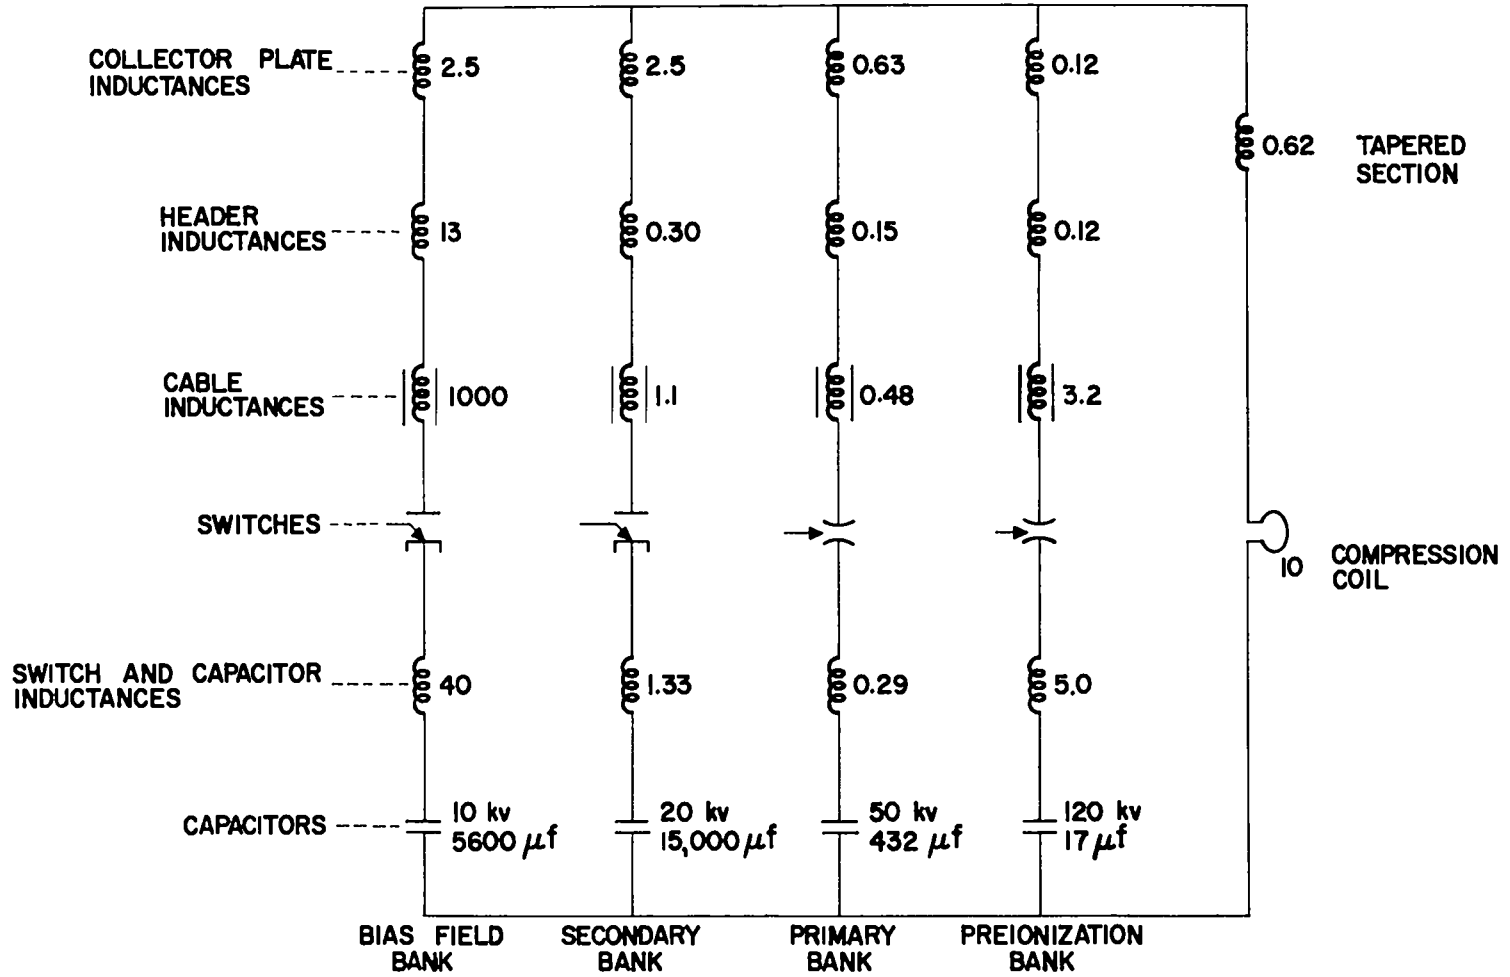 COLLECTOR PLATE
INDUCTANCES
2.5
2.5
0.63
0.12
0.62
TAPERED
SECTION
HEADER
INDUCTANCES
13
0.30
0.15
0.12
CABLE
INDUCTANCES
1000
1.1
0.48
3.2
SWITCHES
10
COMPRESSION
COIL
SWITCH AND CAPACITOR
INDUCTANCES
40
1.33
0.29
5.0
CAPACITORS
10 kv
5600 μf
20 kv
15,000 μf
50 kv
432 μf
120 kv
17 μf
BIAS FIELD
BANK
SECONDARY
BANK
PRIMARY
BANK
PREIONIZATION
BANK